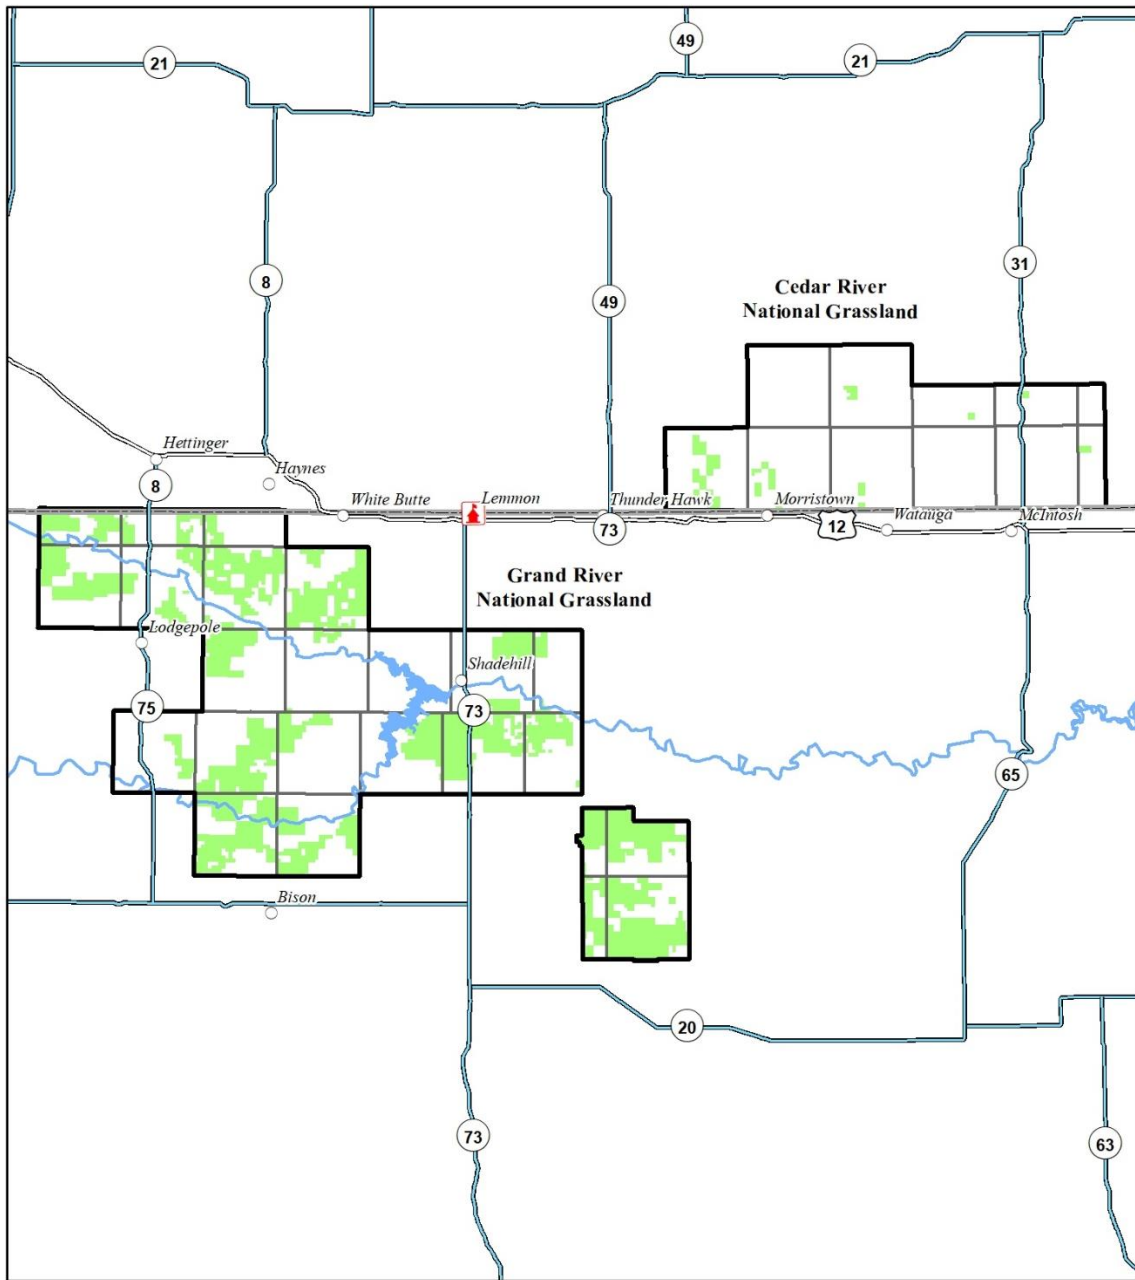 49
21
21
31
8
49
Cedar River
National Grassland
Hettinger
8
Haynes
White Butte
Lemmon
Thunder Hawk
Morristown
73
12
Watauga
McIntosh
Grand River
National Grassland
Lodgepole
Shadehill
75
73
65
Bison
20
73
63